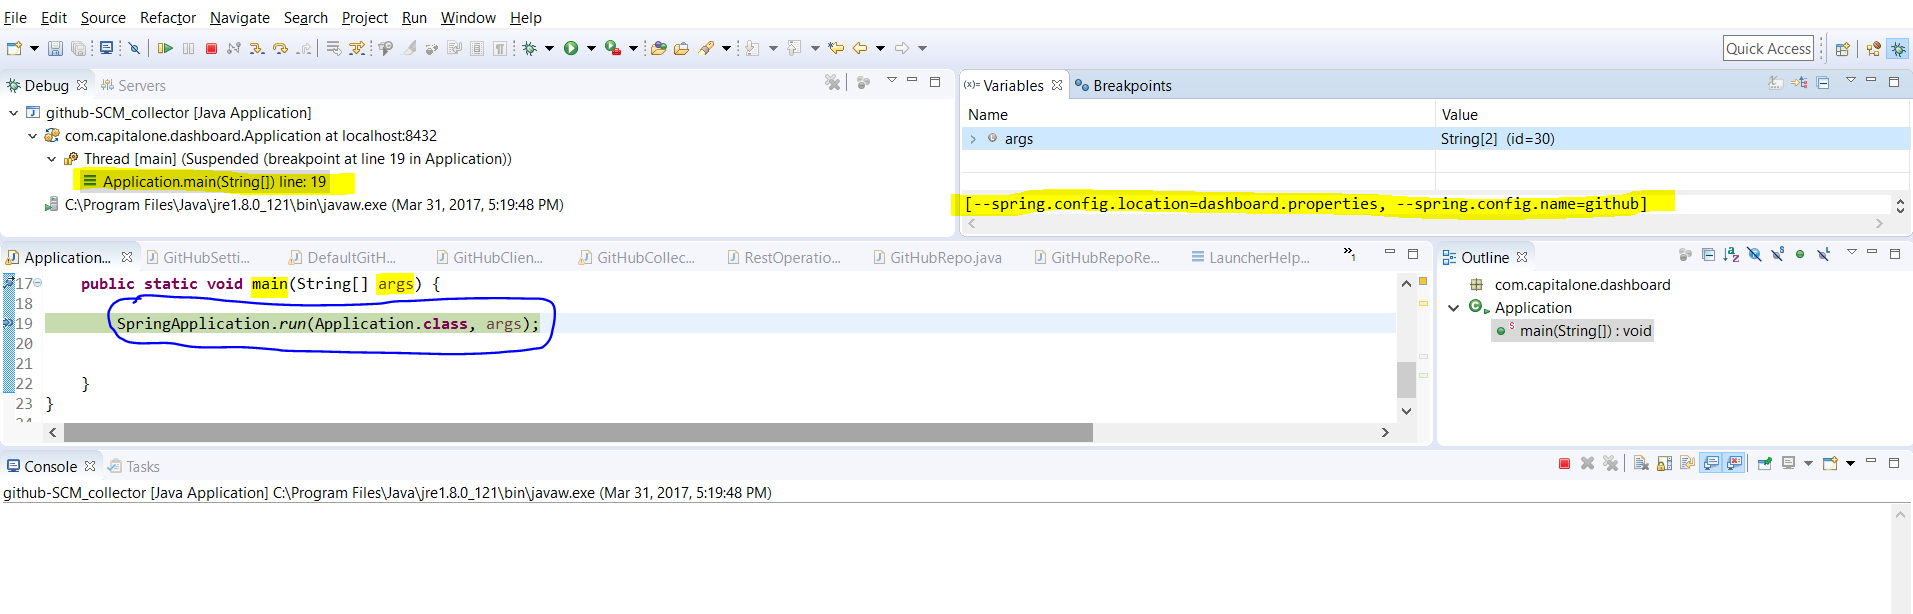 File Edit Source Refactor Navigate Search Project Run Window Help
Quick Access
Debug Servers
github-SCM_collector [Java Application]
com.capitalone.dashboard.Application at localhost:8432
Thread [main] (Suspended (breakpoint at line 19 in Application))
Application.main(String[]) line: 19
C:\Program Files\Java\jre1.8.0_121\bin\javaw.exe (Mar 31, 2017, 5:19:48 PM)
(x)= Variables Breakpoints
Name Value
args String[2] (id=30)
[--spring.config.location=dashboard.properties, --spring.config.name=github]
Application... GitHubSetti... DefaultGitH... GitHubClien... GitHubCollec... RestOperatio... GitHubRepo.java GitHubRepoRe... LauncherHelp... »1
17 public static void main(String[] args) {
18
19 SpringApplication.run(Application.class, args);
20
21
22 }
23 }
24
Outline
com.capitalone.dashboard
Application
main(String[]) : void
Console Tasks
github-SCM_collector [Java Application] C:\Program Files\Java\jre1.8.0_121\bin\javaw.exe (Mar 31, 2017, 5:19:48 PM)